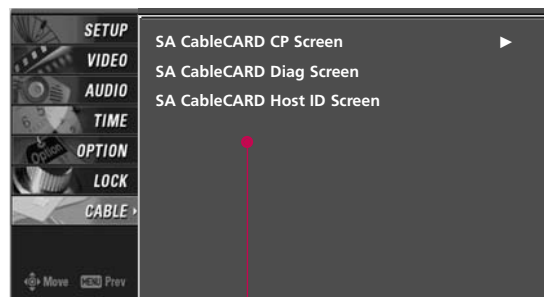 SETUP
VIDEO
AUDIO
TIME
Option OPTION
LOCK
CABLE
Move MENU Prev
SA CableCARD CP Screen
SA CableCARD Diag Screen
SA CableCARD Host ID Screen